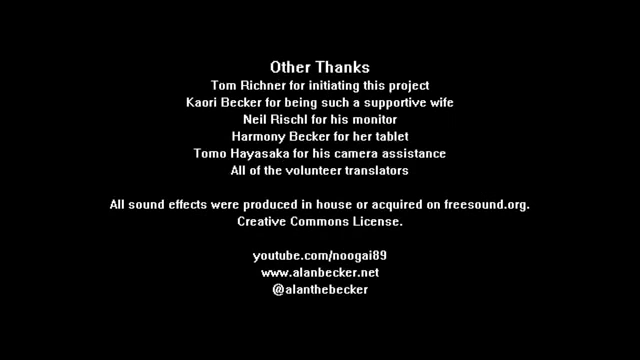 Other Thanks
Tom Richner for initiating this project
Kaori Becker for being such a supportive wife
Neil Rischl for his monitor
Harmony Becker for her tablet
Tomo Hayasaka for his camera assistance
All of the volunteer translators
All sound effects were produced in house or acquired on freesound.org.
Creative Commons License.
youtube.com/noogai89
www.alanbecker.net
@alanthebecker